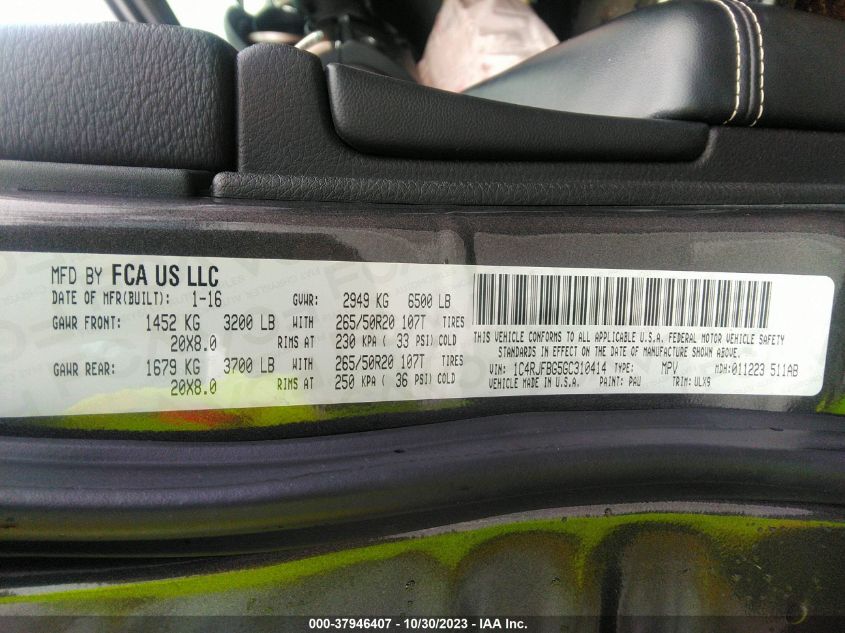 MFD BY FCA US LLC
DATE OF MFR(BUILT): 1-16 GVWR: 2949 KG 6500 LB
GAWR FRONT: 1452 KG 3200 LB WITH 265/50R20 107T TIRES
20X8.0 RIMS AT 230 KPA ( 33 PSI) COLD
GAWR REAR: 1679 KG 3700 LB WITH 265/50R20 107T TIRES
20X8.0 RIMS AT 250 KPA ( 36 PSI) COLD
THIS VEHICLE CONFORMS TO ALL APPLICABLE U.S.A. FEDERAL MOTOR VEHICLE SAFETY
STANDARDS IN EFFECT ON THE DATE OF MANUFACTURE SHOWN ABOVE.
VIN: 1C4RJFBG5GC310414 TYPE: MPV MDH:011223 511AB
MADE IN U.S.A. PAINT: PAU TRIM: ULX9
000-37946407 - 10/30/2023 - IAA Inc.